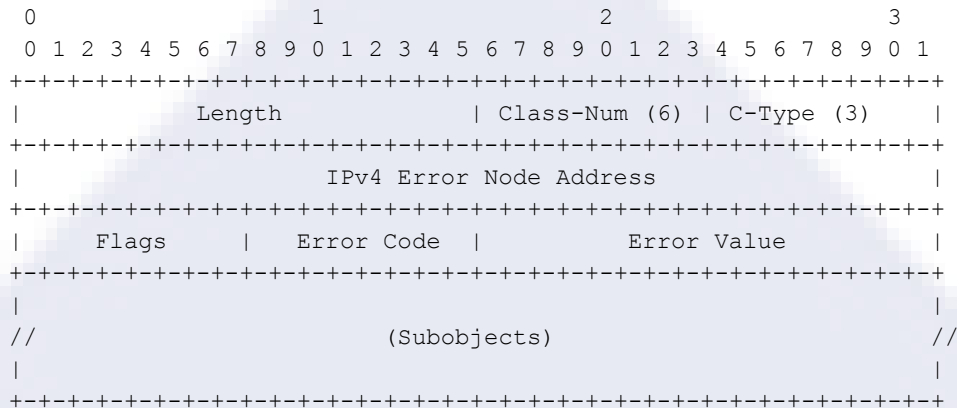 0                   1                   2                   3
 0 1 2 3 4 5 6 7 8 9 0 1 2 3 4 5 6 7 8 9 0 1 2 3 4 5 6 7 8 9 0 1
+-+-+-+-+-+-+-+-+-+-+-+-+-+-+-+-+-+-+-+-+-+-+-+-+-+-+-+-+-+-+-+-+
|            Length             | Class-Num (6) | C-Type (3)    |
+-+-+-+-+-+-+-+-+-+-+-+-+-+-+-+-+-+-+-+-+-+-+-+-+-+-+-+-+-+-+-+-+
|                     IPv4 Error Node Address                   |
+-+-+-+-+-+-+-+-+-+-+-+-+-+-+-+-+-+-+-+-+-+-+-+-+-+-+-+-+-+-+-+-+
|     Flags     |   Error Code  |          Error Value          |
+-+-+-+-+-+-+-+-+-+-+-+-+-+-+-+-+-+-+-+-+-+-+-+-+-+-+-+-+-+-+-+-+
|                                                               |
//                        (Subobjects)                          //
|                                                               |
+-+-+-+-+-+-+-+-+-+-+-+-+-+-+-+-+-+-+-+-+-+-+-+-+-+-+-+-+-+-+-+-+